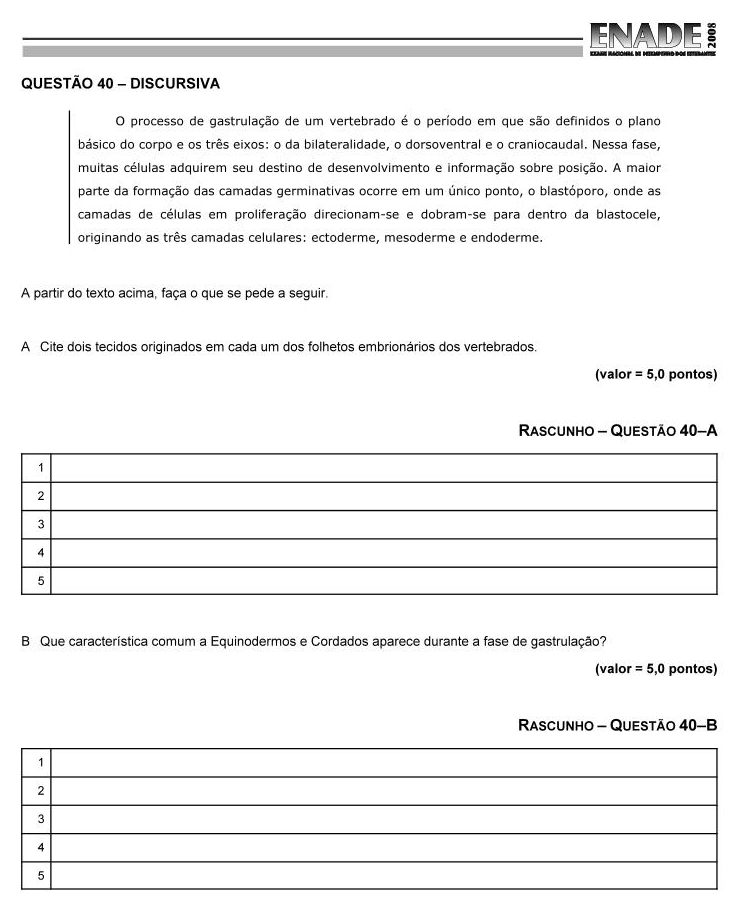 ENADE 2008
EXAME NACIONAL DE DESEMPENHO DOS ESTUDANTES
QUESTÃO 40 – DISCURSIVA
O processo de gastrulação de um vertebrado é o período em que são definidos o plano
básico do corpo e os três eixos: o da bilateralidade, o dorsoventral e o craniocaudal. Nessa fase,
muitas células adquirem seu destino de desenvolvimento e informação sobre posição. A maior
parte da formação das camadas germinativas ocorre em um único ponto, o blastóporo, onde as
camadas de células em proliferação direcionam-se e dobram-se para dentro da blastocele,
originando as três camadas celulares: ectoderme, mesoderme e endoderme.
A partir do texto acima, faça o que se pede a seguir.
A Cite dois tecidos originados em cada um dos folhetos embrionários dos vertebrados.
(valor = 5,0 pontos)
RASCUNHO – QUESTÃO 40–A
1
2
3
4
5
B Que característica comum a Equinodermos e Cordados aparece durante a fase de gastrulação?
(valor = 5,0 pontos)
RASCUNHO – QUESTÃO 40–B
1
2
3
4
5